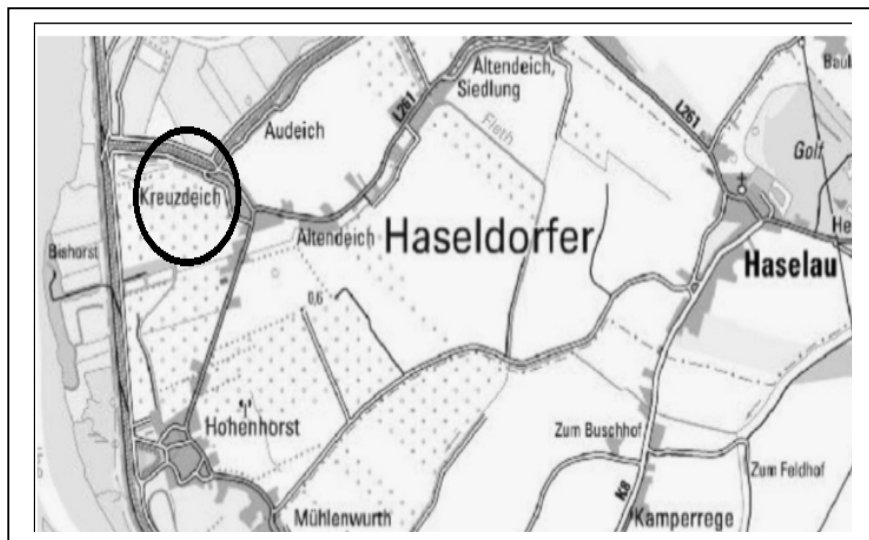 Altendeich,
Siedlung
L261
Audeich
Fleth
L261
Golf
Kreuzdeich
Altendeich
Haseldorfer
Bishorst
Haselau
0,6
Hohenhorst
Zum Buschhof
Zum Feldhof
K8
Mühlenwurth
Kamperrege